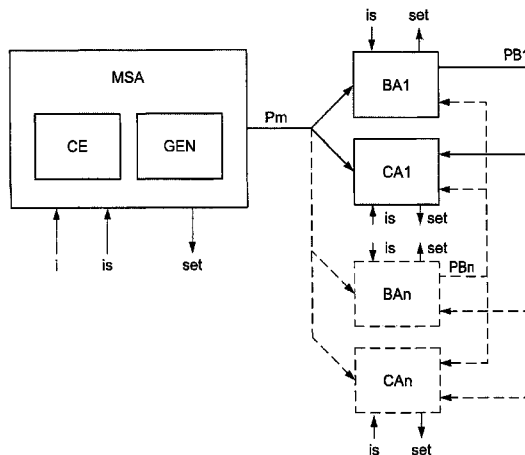 is set
PB1
MSA
BA1
Pm
CE GEN
CA1
is set
is set
i is set
PBn
BAn
CAn
is set